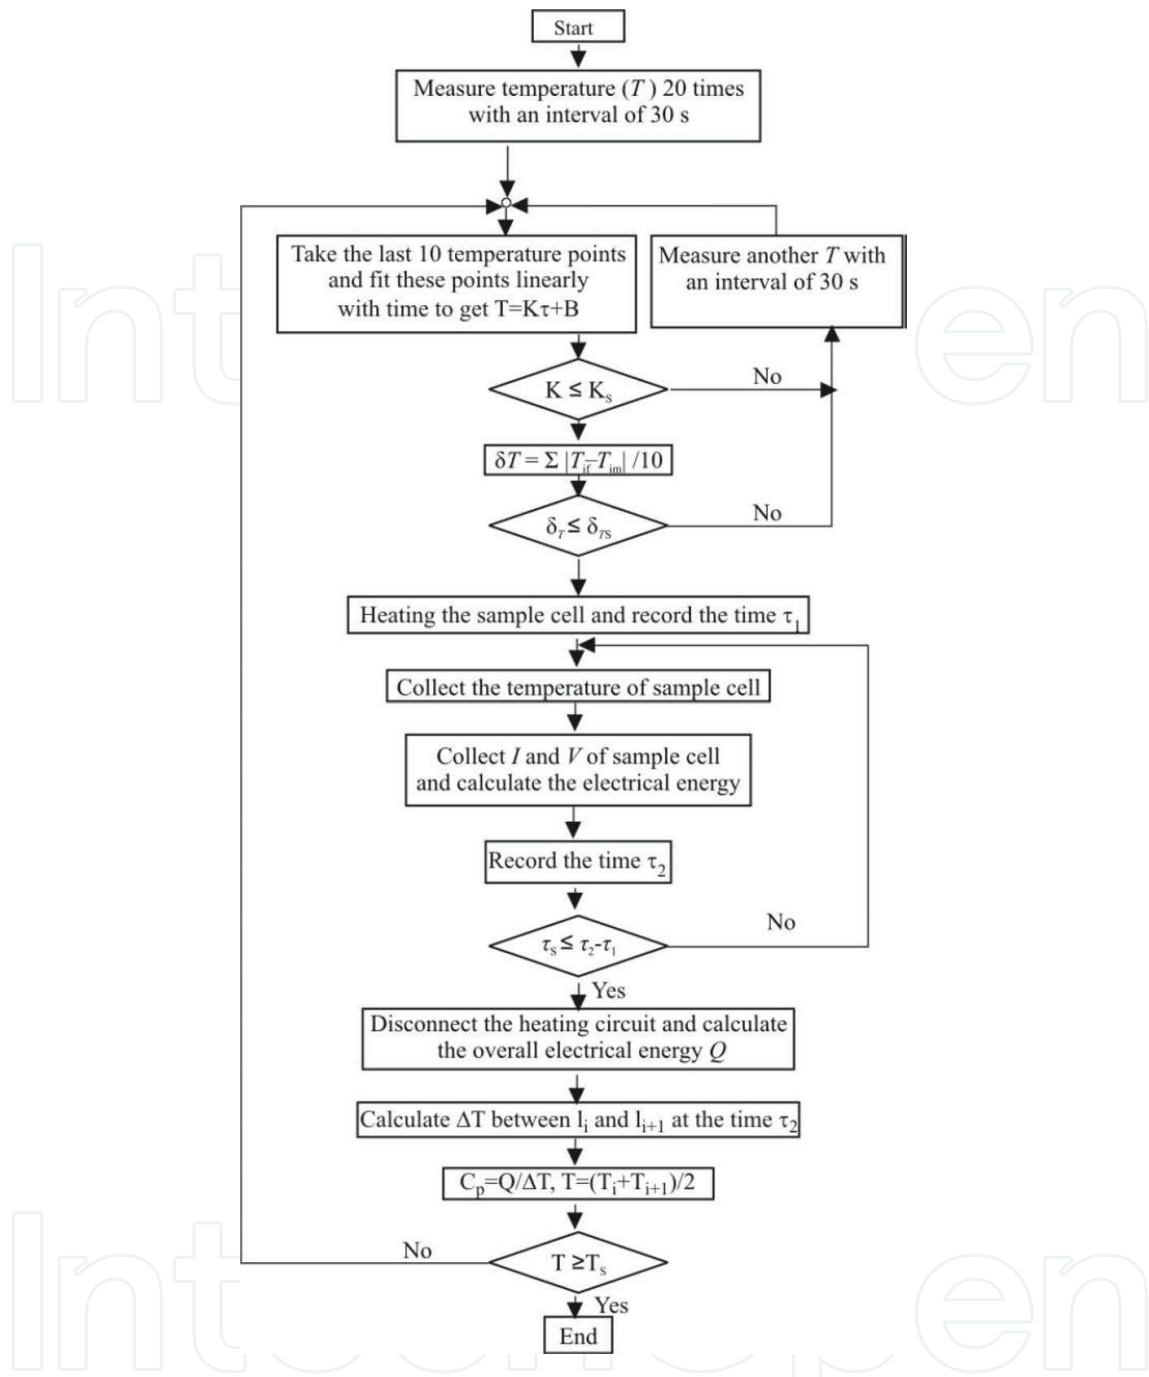 Start
Measure temperature (T) 20 times
with an interval of 30 s
Take the last 10 temperature points
and fit these points linearly
with time to get T=Kτ+B
Measure another T with
an interval of 30 s
K ≤ Ks
No
δT = Σ |Tif-Tim| /10
δT ≤ δTS
No
Heating the sample cell and record the time τ1
Collect the temperature of sample cell
Collect I and V of sample cell
and calculate the electrical energy
Record the time τ2
τs ≤ τ2-τ1
No
Yes
Disconnect the heating circuit and calculate
the overall electrical energy Q
Calculate ΔT between li and li+1 at the time τ2
Cp=Q/ΔT, T=(Ti+Ti+1)/2
No
T ≥Ts
Yes
End